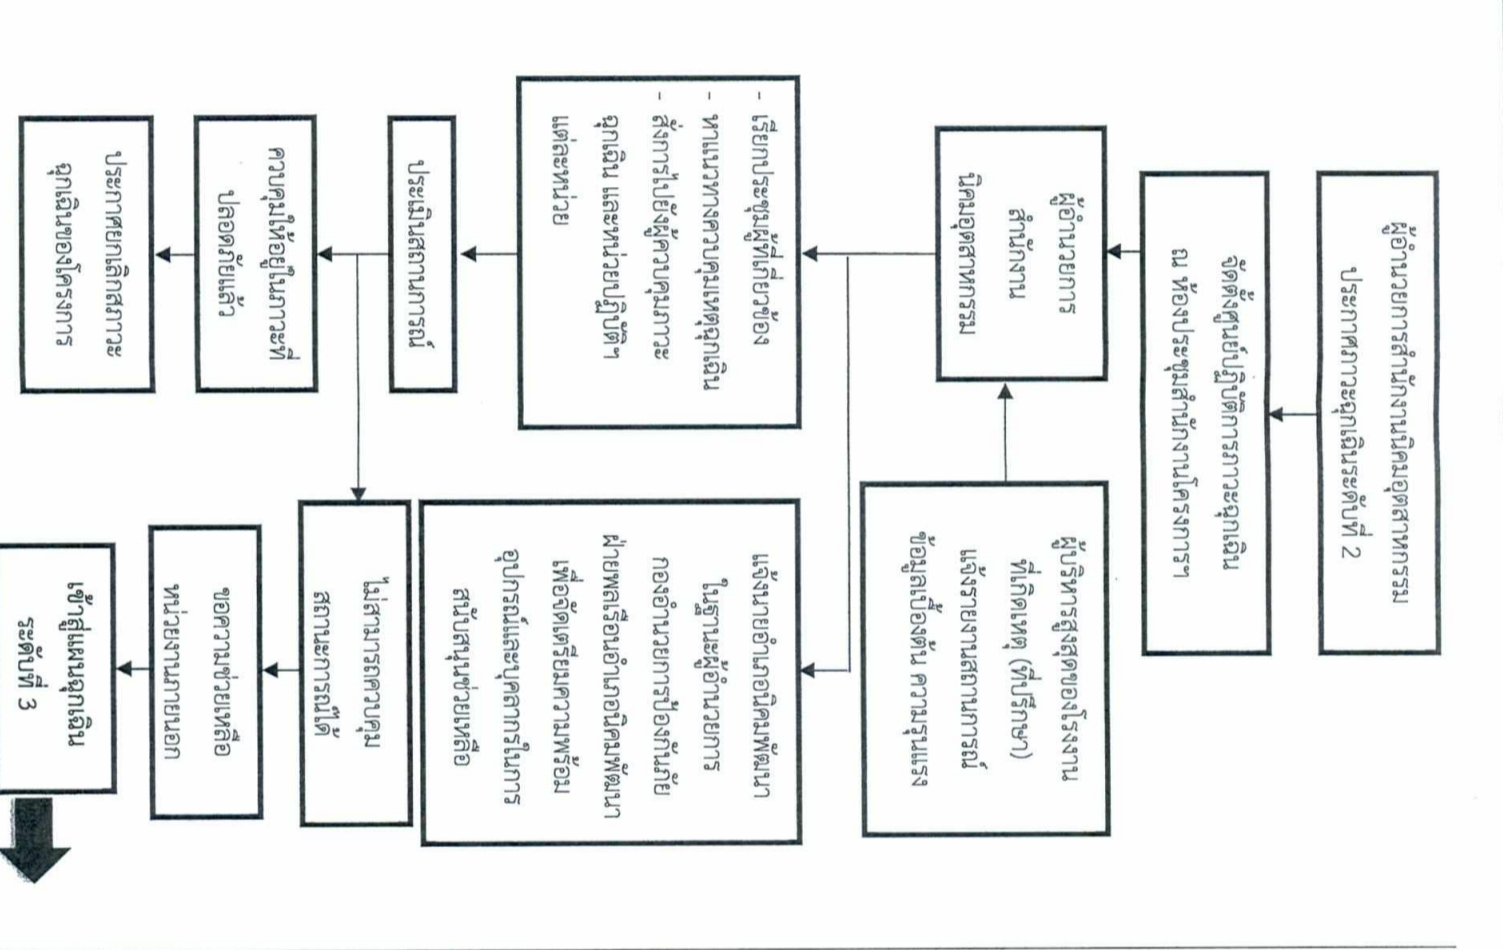 ผู้อำนวยการสำนักงานนิคมอุตสาหกรรม
ประกาศภาวะฉุกเฉินระดับที่ 2
จัดตั้งศูนย์ปฏิบัติการภาวะฉุกเฉิน
ณ ห้องประชุมสำนักงานโครงการฯ
ผู้อำนวยการ
สำนักงาน
นิคมอุตสาหกรรม
ผู้บริหารสูงสุดของโรงงาน
ที่เกิดเหตุ (ที่ปรึกษา)
แจ้งรายงานสถานการณ์
ข้อมูลเบื้องต้น ความรุนแรง
- เรียกประชุมผู้ที่เกี่ยวข้อง
- หาแนวทางควบคุมเหตุฉุกเฉิน
- สั่งการไปยังผู้ควบคุมภาวะ
ฉุกเฉิน และหน่วยปฏิบัติฯ
แต่ละหน่วย
แจ้งนายอำเภอนิคมพัฒนา
ในฐานะผู้อำนวยการ
กองอำนวยการป้องกันภัย
ฝ่ายพลเรือนอำเภอนิคมพัฒนา
เพื่อจัดเตรียมความพร้อม
อุปกรณ์และบุคลากรในการ
สนับสนุนช่วยเหลือ
ประเมินสถานการณ์
ควบคุมให้อยู่ในภาวะที่
ปลอดภัยแล้ว
ประกาศยกเลิกสภาวะ
ฉุกเฉินของโครงการ
ไม่สามารถควบคุม
สถานะการณ์ได้
ขอความช่วยเหลือ
หน่วยงานภายนอก
เข้าสู่แผนฉุกเฉิน
ระดับที่ 3